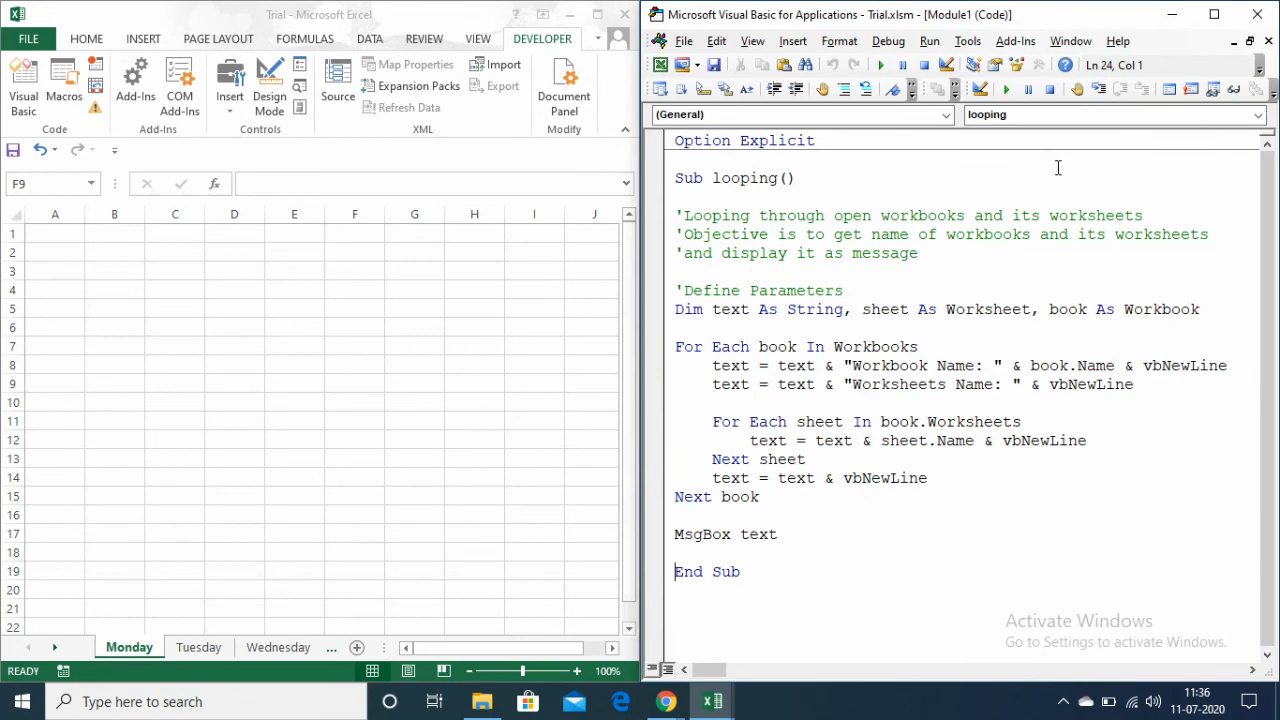 Trial - Microsoft Excel
FILE HOME INSERT PAGE LAYOUT FORMULAS DATA REVIEW VIEW DEVELOPER
Visual Basic
Macros
Code
Add-Ins
COM Add-Ins
Add-Ins
Insert
Design Mode
Controls
Source
Map Properties
Expansion Packs
Refresh Data
Import
Export
XML
Document Panel
Modify
F9
A B C D E F G H I J
1
2
3
4
5
6
7
8
9
10
11
12
13
14
15
16
17
18
19
20
21
22
Monday Tuesday Wednesday ...
READY 100%
Microsoft Visual Basic for Applications - Trial.xlsm - [Module1 (Code)]
File Edit View Insert Format Debug Run Tools Add-Ins Window Help
Ln 24, Col 1
(General) looping
Option Explicit
Sub looping()
'Looping through open workbooks and its worksheets
'Objective is to get name of workbooks and its worksheets
'and display it as message
'Define Parameters
Dim text As String, sheet As Worksheet, book As Workbook
For Each book In Workbooks
text = text & "Workbook Name: " & book.Name & vbNewLine
text = text & "Worksheets Name: " & vbNewLine
For Each sheet In book.Worksheets
text = text & sheet.Name & vbNewLine
Next sheet
text = text & vbNewLine
Next book
MsgBox text
End Sub
Activate Windows
Go to Settings to activate Windows.
Type here to search
11:36
11-07-2020